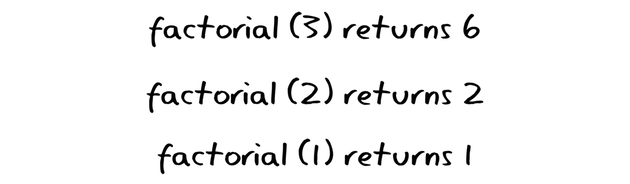 factorial (3) returns 6
factorial (2) returns 2
factorial (1) returns 1